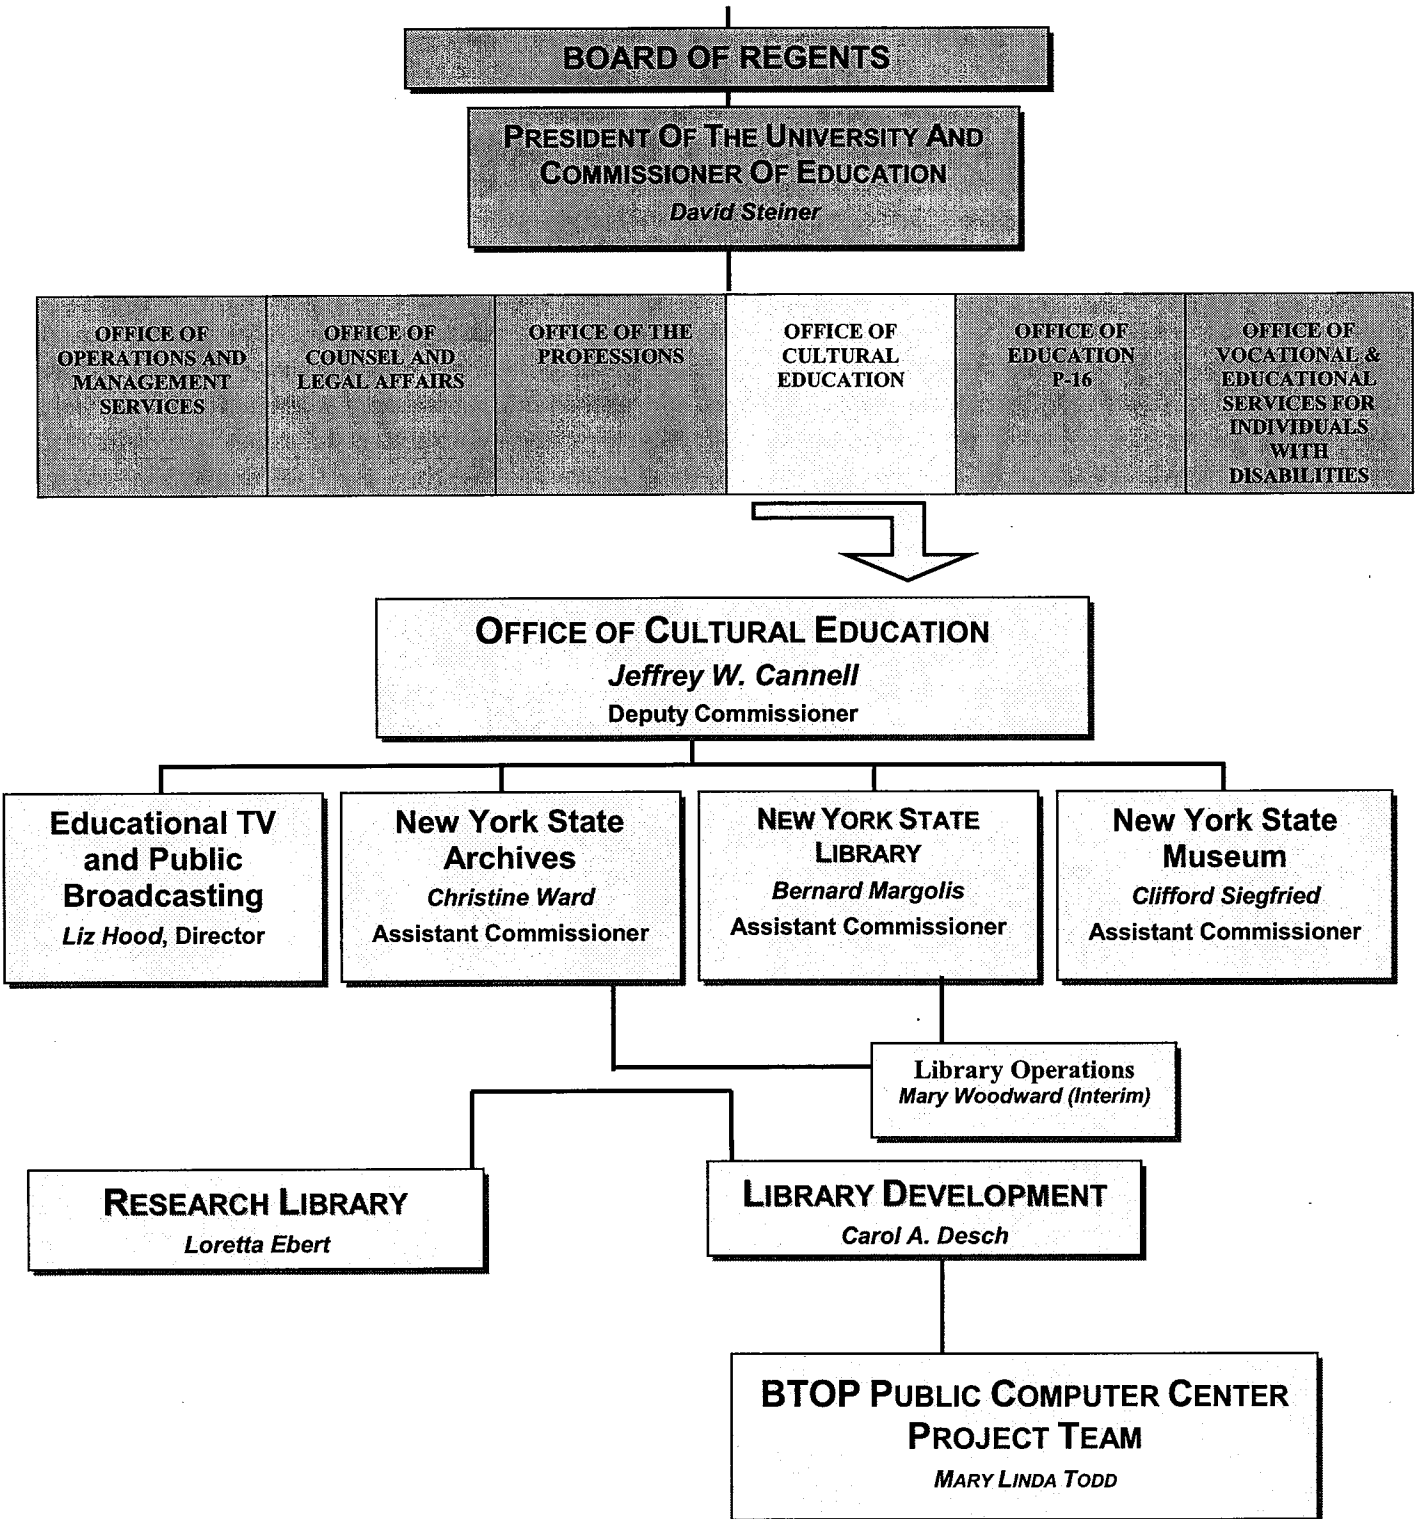 BOARD OF REGENTS
PRESIDENT OF THE UNIVERSITY AND
COMMISSIONER OF EDUCATION
David Steiner
OFFICE OF
OPERATIONS AND
MANAGEMENT
SERVICES
OFFICE OF
COUNSEL AND
LEGAL AFFAIRS
OFFICE OF THE
PROFESSIONS
OFFICE OF
CULTURAL
EDUCATION
OFFICE OF
EDUCATION
P-16
OFFICE OF
VOCATIONAL &
EDUCATIONAL
SERVICES FOR
INDIVIDUALS
WITH
DISABILITIES
OFFICE OF CULTURAL EDUCATION
Jeffrey W. Cannell
Deputy Commissioner
Educational TV
and Public
Broadcasting
Liz Hood, Director
New York State
Archives
Christine Ward
Assistant Commissioner
NEW YORK STATE
LIBRARY
Bernard Margolis
Assistant Commissioner
New York State
Museum
Clifford Siegfried
Assistant Commissioner
Library Operations
Mary Woodward (Interim)
RESEARCH LIBRARY
Loretta Ebert
LIBRARY DEVELOPMENT
Carol A. Desch
BTOP PUBLIC COMPUTER CENTER
PROJECT TEAM
MARY LINDA TODD